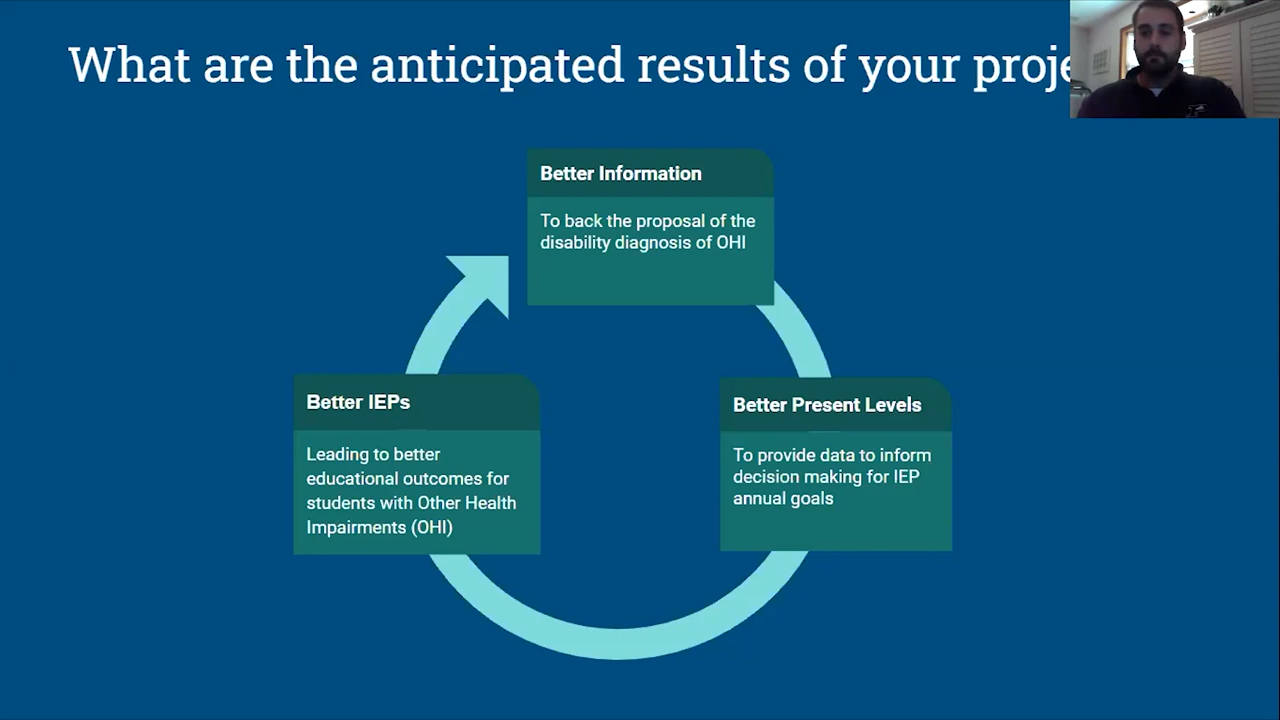 What are the anticipated results of your
Better Information
To back the proposal of the
disability diagnosis of OHI
Better IEPs
Leading to better
educational outcomes for
students with Other Health
Impairments (OHI)
Better Present Levels
To provide data to inform
decision making for IEP
annual goals